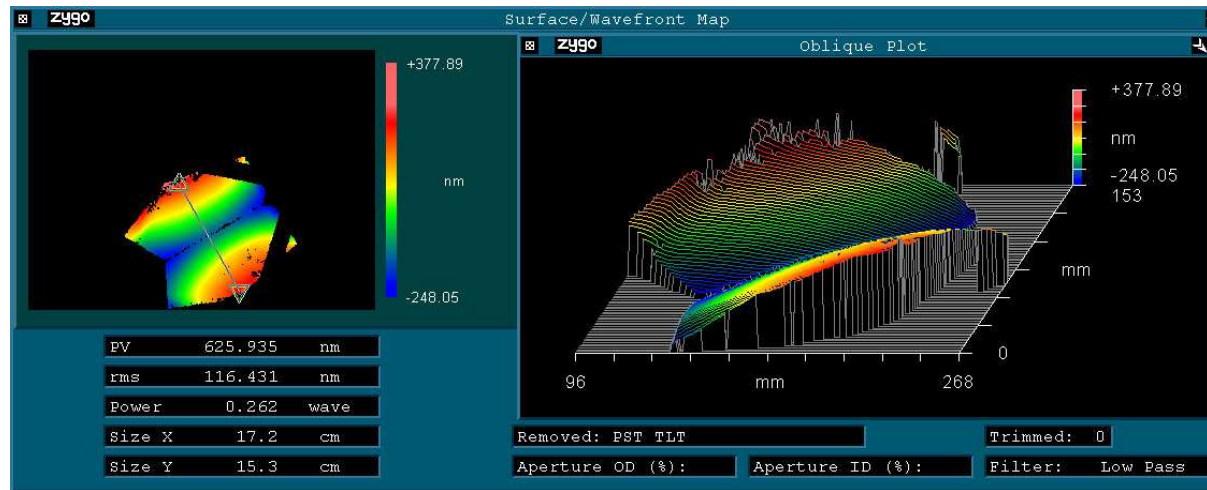 zygo Surface/Wavefront Map
+377.89
nm
-248.05
zygo Oblique Plot
+377.89
nm
-248.05
153
mm
0
96 mm 268
PV 625.935 nm
rms 116.431 nm
Power 0.262 wave
Size X 17.2 cm
Size Y 15.3 cm
Removed: PST TLT
Trimmed: 0
Aperture OD (%):
Aperture ID (%):
Filter: Low Pass